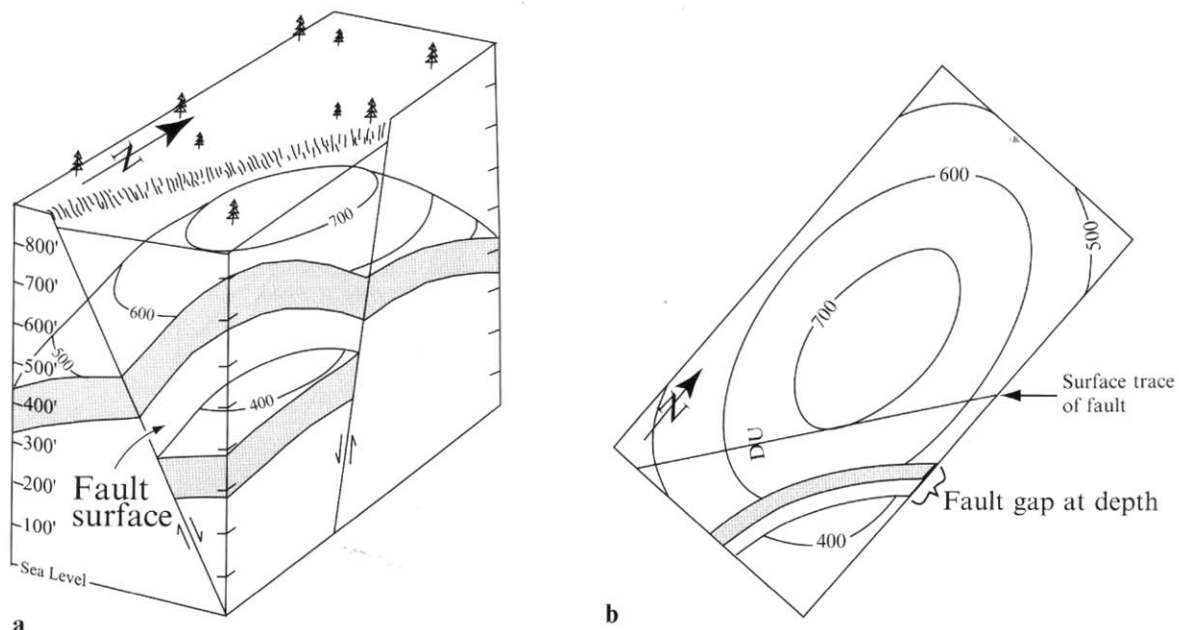 N
700
600
500
800'
700'
600'
500'
400'
300'
200'
100'
Sea Level
400
Fault
surface
a
600
500
700
N
Surface trace
of fault
D U
Fault gap at depth
400
b